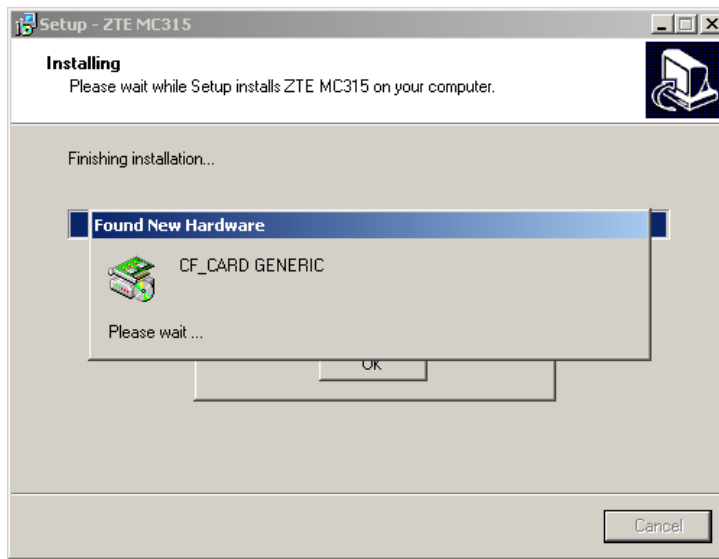 Setup - ZTE MC315
Installing
Please wait while Setup installs ZTE MC315 on your computer.
Finishing installation...
Found New Hardware
CF_CARD GENERIC
Please wait ...
OK
Cancel